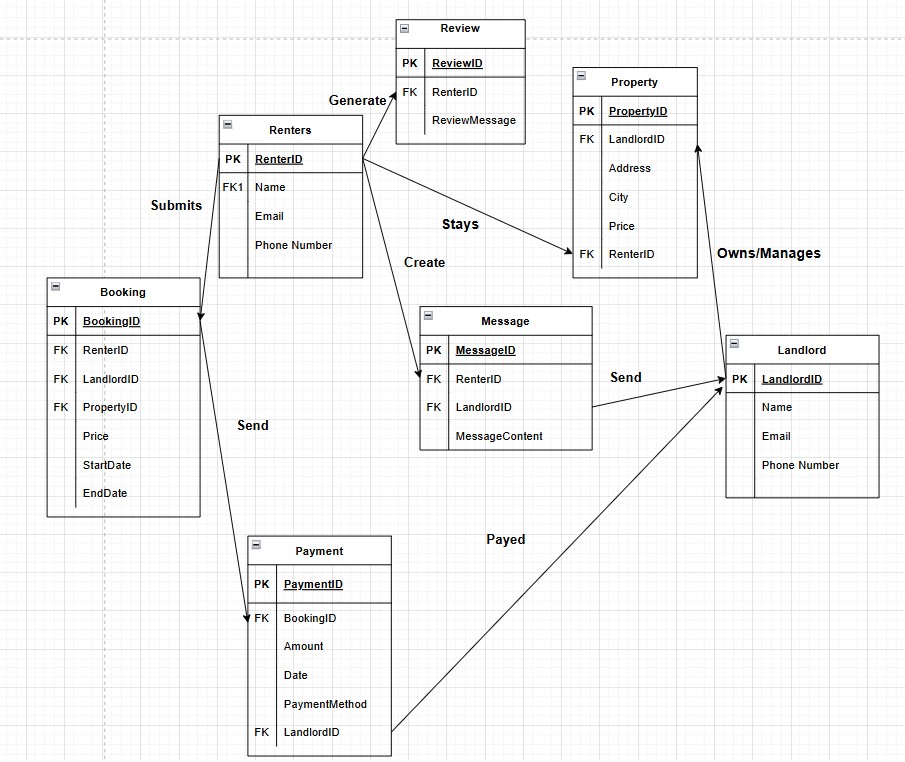 Review
PK ReviewID
FK RenterID
ReviewMessage
Generate
Renters
PK RenterID
FK1 Name
Email
Phone Number
Property
PK PropertyID
FK LandlordID
Address
City
Price
FK RenterID
Submits
Stays
Create
Owns/Manages
Booking
PK BookingID
FK RenterID
FK LandlordID
FK PropertyID
Price
StartDate
EndDate
Message
PK MessageID
FK RenterID
FK LandlordID
MessageContent
Send
Landlord
PK LandlordID
Name
Email
Phone Number
Send
Payed
Payment
PK PaymentID
FK BookingID
Amount
Date
PaymentMethod
FK LandlordID